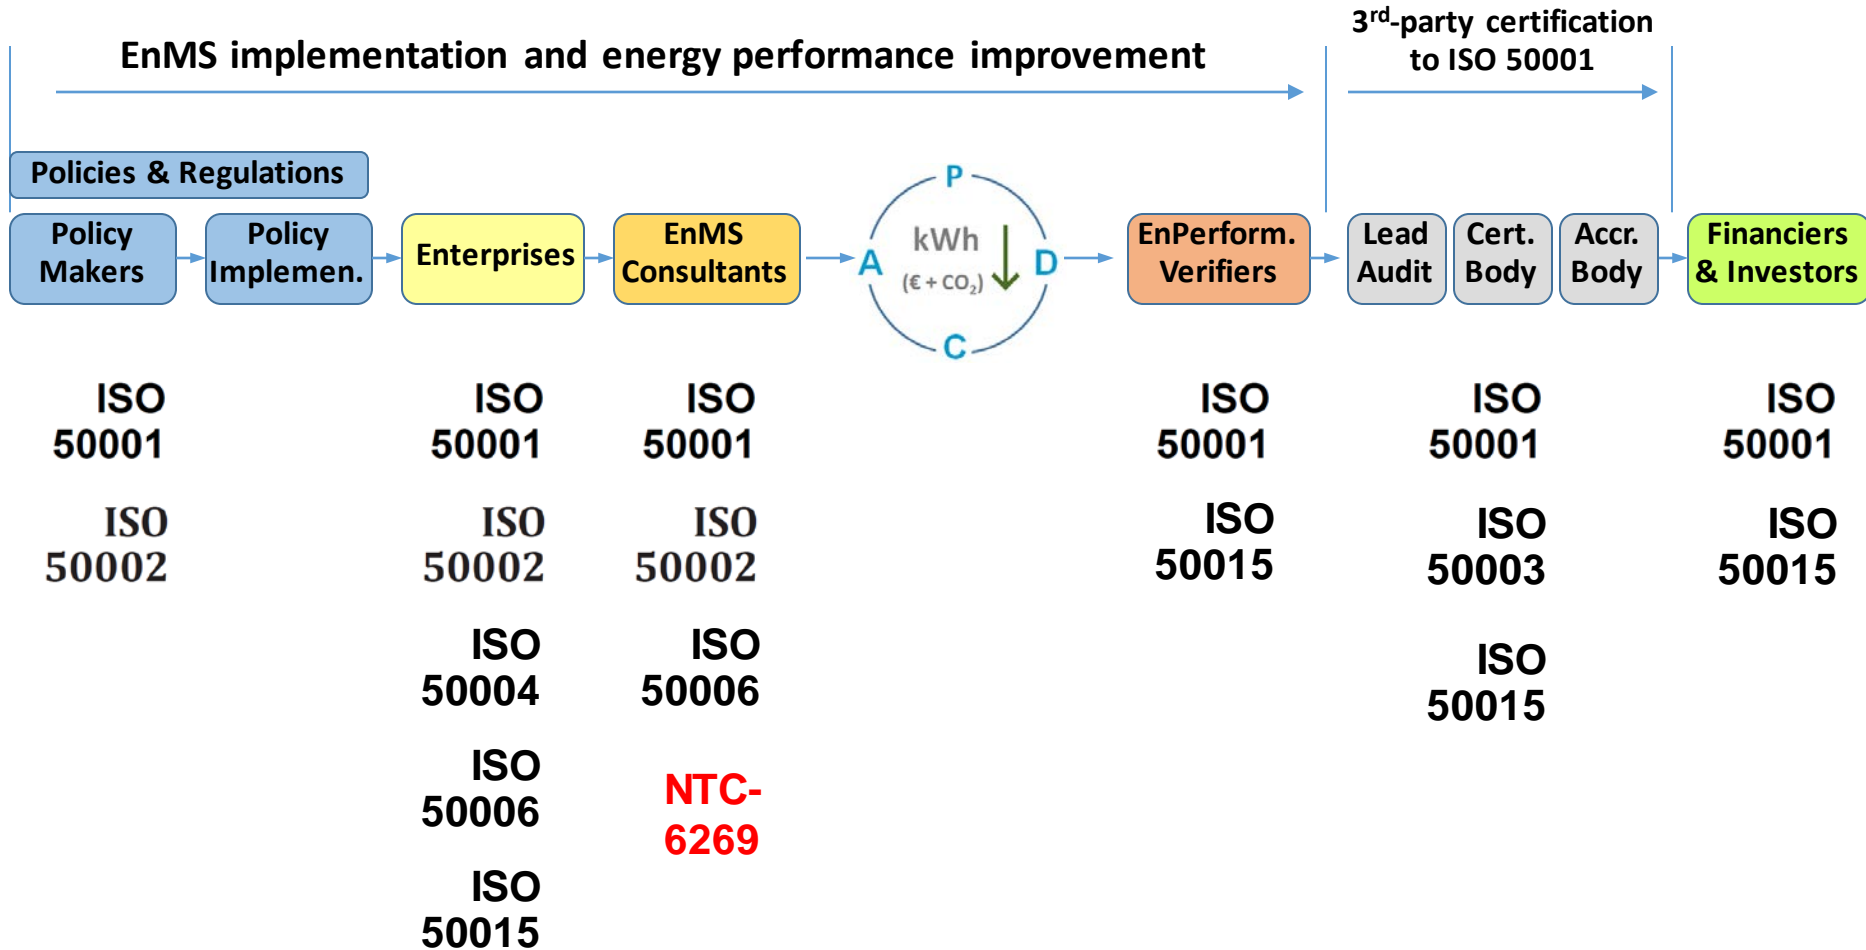 EnMS implementation and energy performance improvement
3rd-party certification
to ISO 50001
Policies & Regulations
Policy
Makers
Policy
Implemen.
Enterprises
EnMS
Consultants
P
A
kWh
(€ + CO₂)
D
C
EnPerform.
Verifiers
Lead
Audit
Cert.
Body
Accr.
Body
Financiers
& Investors
ISO
50001
ISO
50002
ISO
50001
ISO
50002
ISO
50004
ISO
50006
ISO
50015
ISO
50001
ISO
50002
ISO
50006
NTC-
6269
ISO
50001
ISO
50015
ISO
50001
ISO
50003
ISO
50015
ISO
50001
ISO
50015